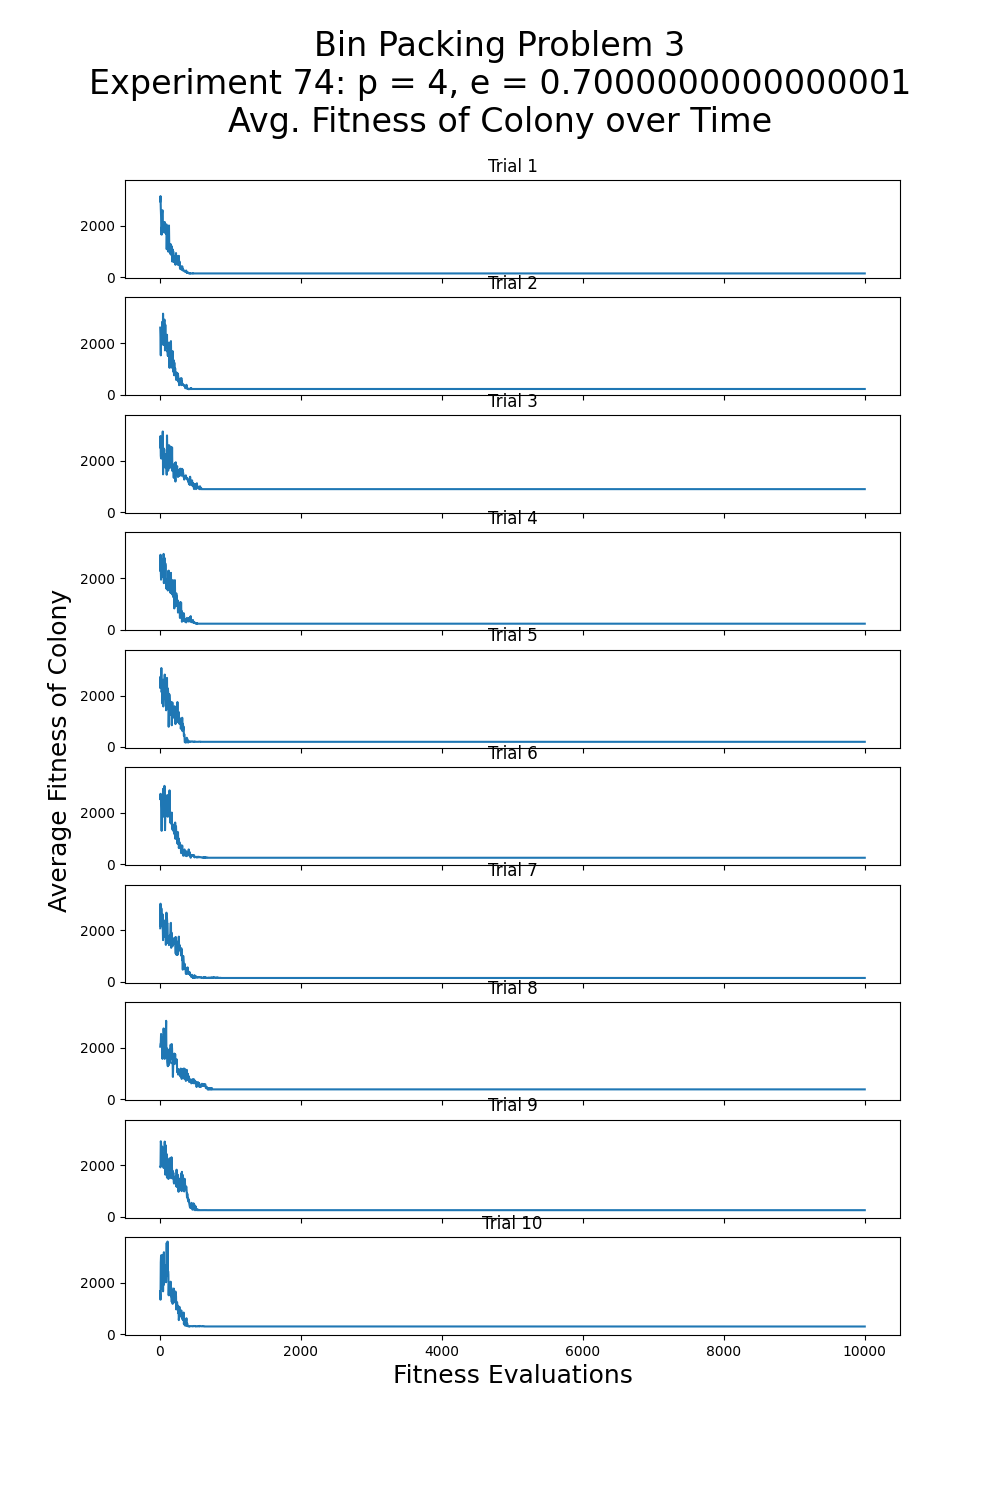 Bin Packing Problem 3
Experiment 74: p = 4, e = 0.7000000000000001
Avg. Fitness of Colony over Time
Trial 1
2000
0
Trial 2
2000
0
Trial 3
2000
0
Trial 4
2000
0
Trial 5
2000
0
Trial 6
2000
0
Trial 7
2000
0
Trial 8
2000
0
Trial 9
2000
0
Trial 10
2000
0
0 2000 4000 6000 8000 10000
Fitness Evaluations
Average Fitness of Colony